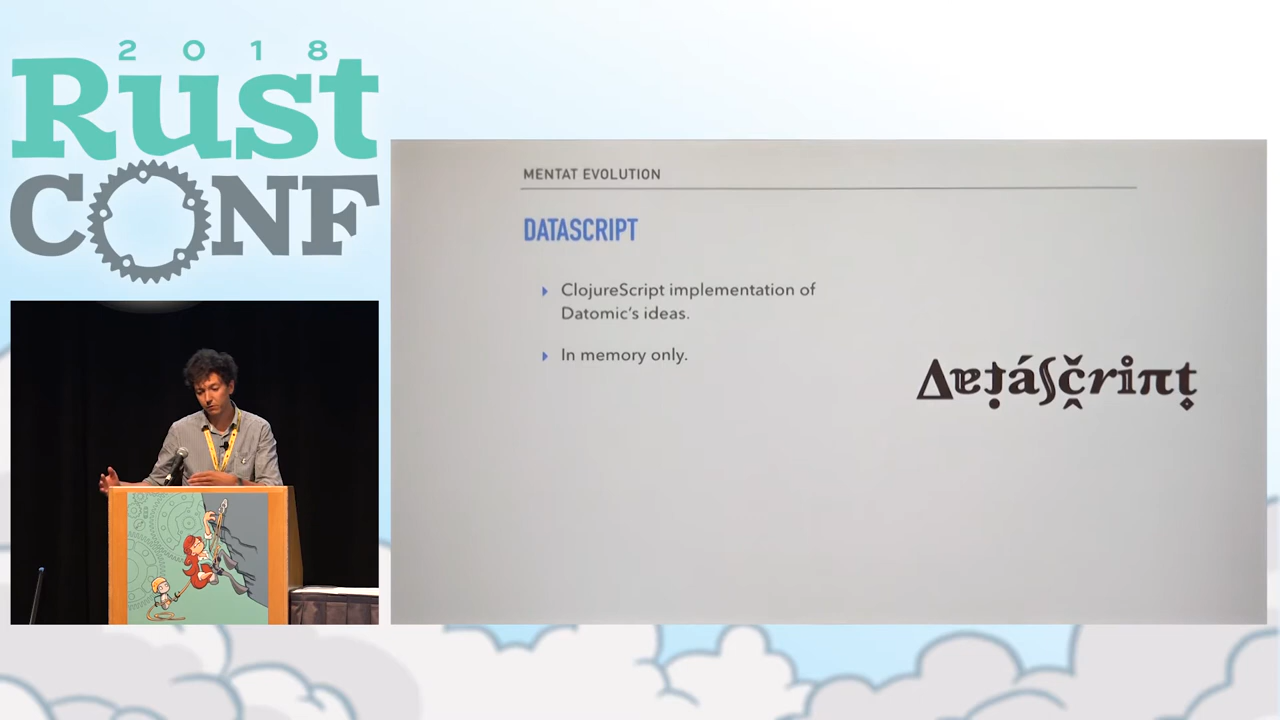 2018
Rust
CONF
MENTAT EVOLUTION
DATASCRIPT
ClojureScript implementation of
Datomic's ideas.
In memory only.